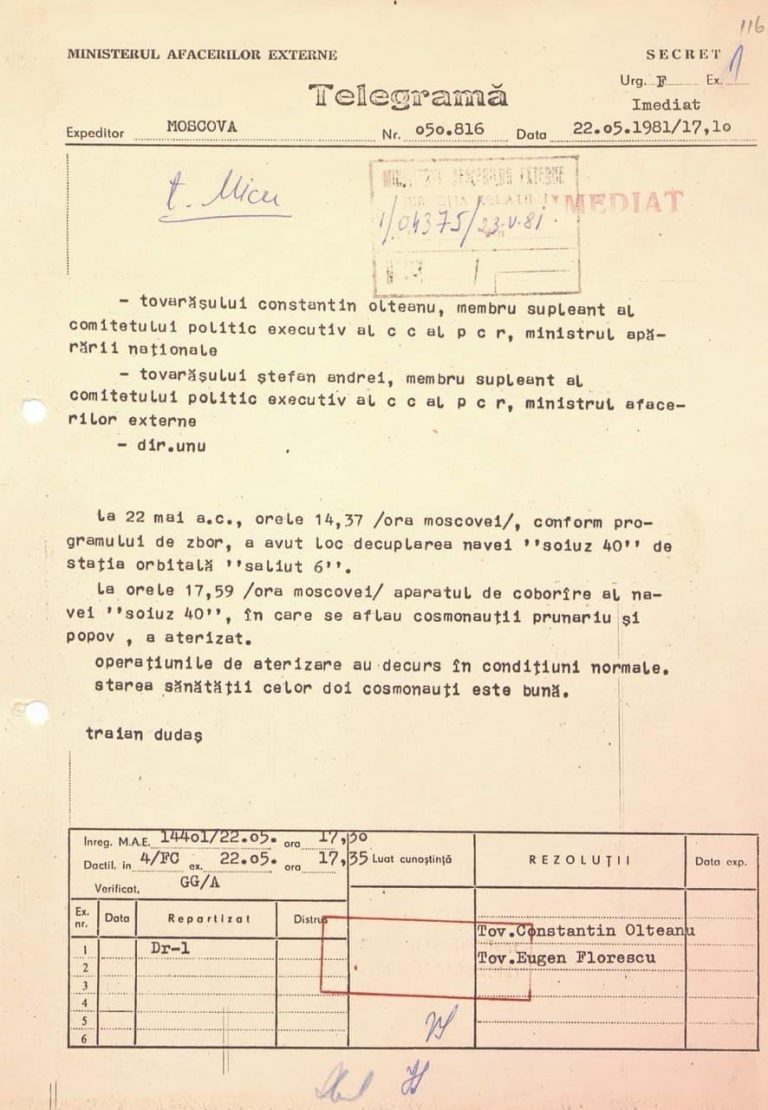 116
MINISTERUL AFACERILOR EXTERNE
SECRET
Urg. F Ex. 1
Telegramă
Imediat
Expeditor MOSCOVA Nr. 050.816 Data 22.05.1981/17,10
t. Micu
MINISTERUL AFACERILOR EXTERNE
IMEDIAT
1/04375/23.V.81
- tovarăşului constantin olteanu, membru supleant al
comitetului politic executiv al c c al p c r, ministrul apă-
rării naţionale
- tovarăşului ştefan andrei, membru supleant al
comitetului politic executiv al c c al p c r, ministrul aface-
rilor externe
- dir.unu
la 22 mai a.c., orele 14,37 /ora moscovei/, conform pro-
gramului de zbor, a avut loc decuplarea navei ''soiuz 40'' de
staţia orbitală ''saliut 6''.
la orele 17,59 /ora moscovei/ aparatul de coborîre al na-
vei ''soiuz 40'', în care se aflau cosmonauţii prunariu şi
popov , a aterizat.
operaţiunile de aterizare au decurs în condiţiuni normale.
starea sănătăţii celor doi cosmonauţi este bună.
traian dudaş
Inreg. M.A.E. 14401/22.05. ora 17,30
Dactil. in 4/FC ex. 22.05. ora 17,35
Verificat, GG/A
Luat cunoştinţă
REZOLUŢII
Data exp.
Ex. nr. Data Repartizat Distrus
1 Dr-1
2
3
4
5
6
Tov.Constantin Olteanu
Tov.Eugen Florescu